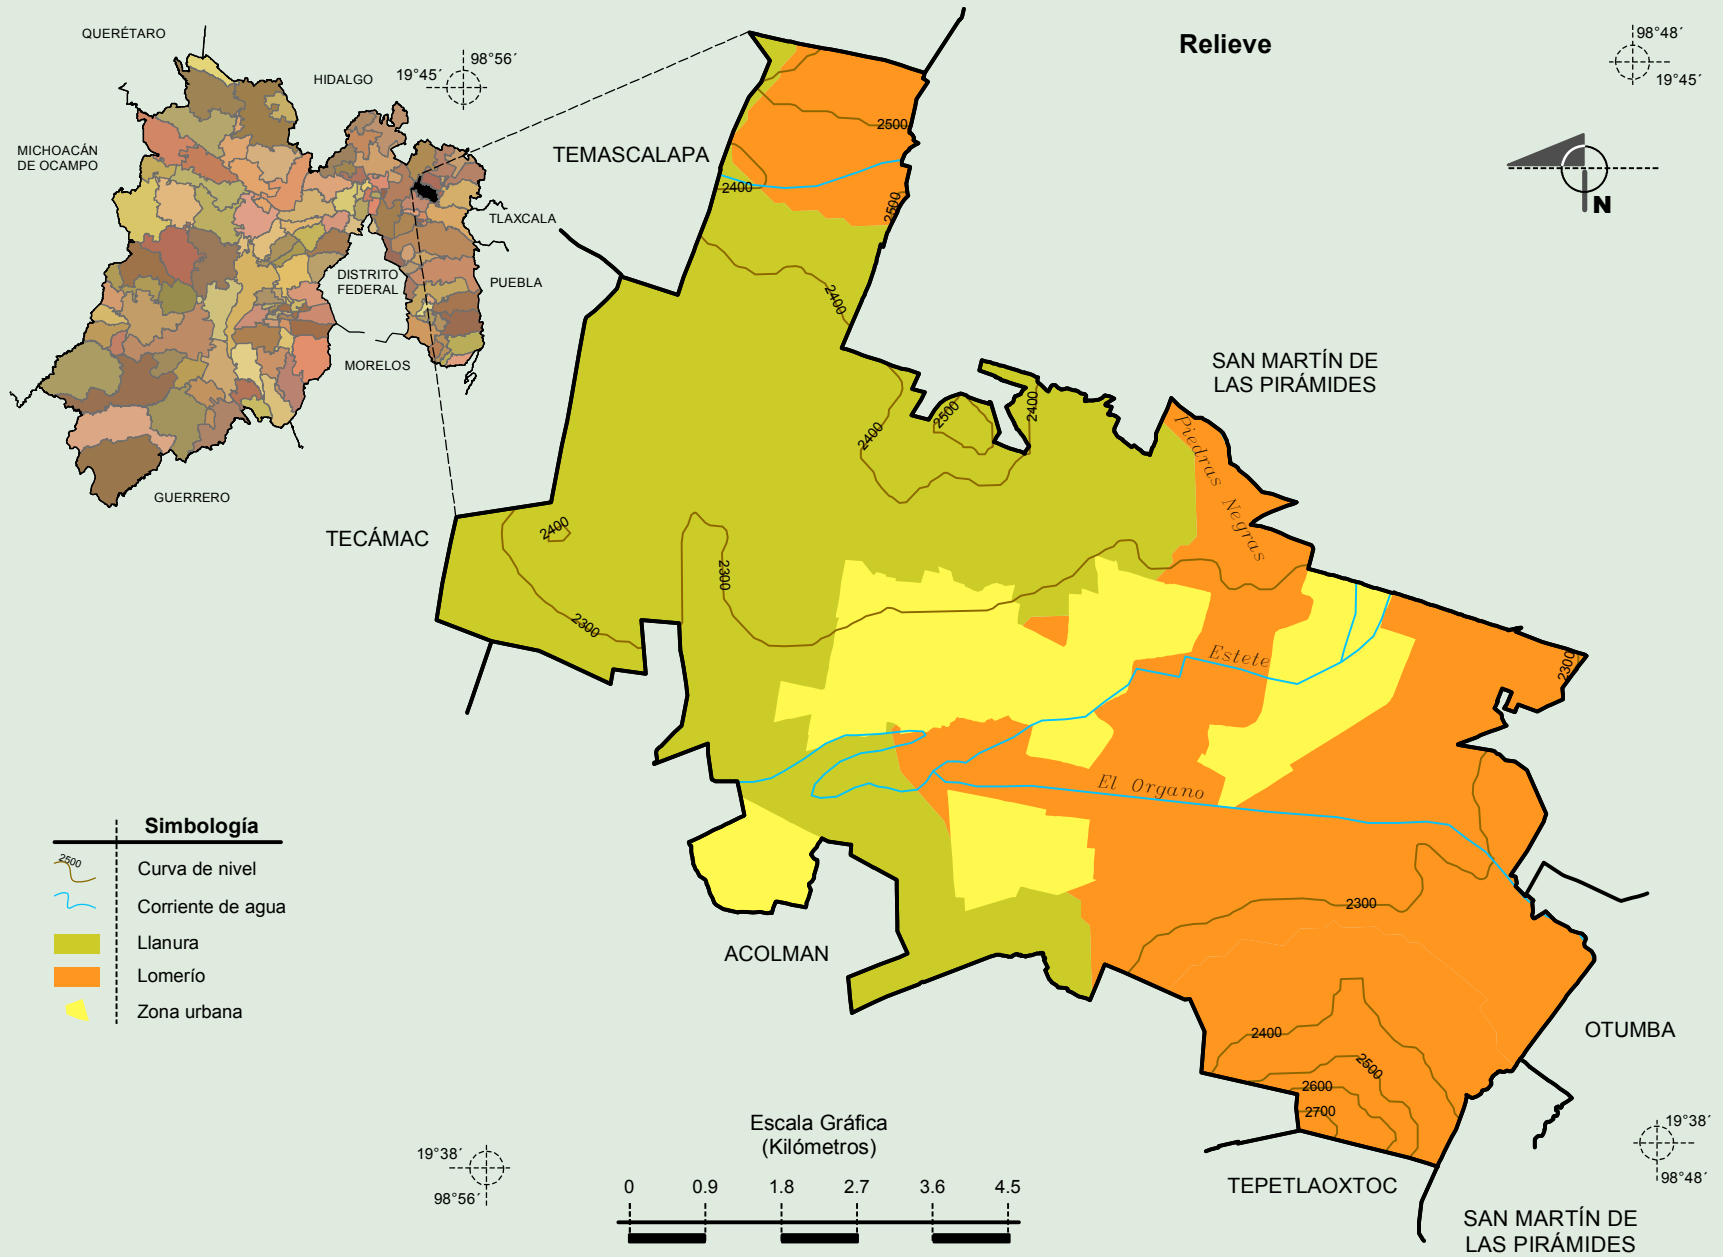 Relieve
QUERÉTARO
HIDALGO
MICHOACÁN
DE OCAMPO
TLAXCALA
DISTRITO
FEDERAL
PUEBLA
MORELOS
GUERRERO
98°56´
19°45´
98°48´
19°45´
N
TEMASCALAPA
2500
2400
2500
2400
SAN MARTÍN DE
LAS PIRÁMIDES
2400
2500
2400
Piedras Negras
TECÁMAC
2400
2300
2300
Estete
2300
El Organo
2300
ACOLMAN
2400
2500
2600
2700
OTUMBA
TEPETLAOXTOC
SAN MARTÍN DE
LAS PIRÁMIDES
Simbología
2500
Curva de nivel
Corriente de agua
Llanura
Lomerío
Zona urbana
19°38´
98°56´
19°38´
98°48´
Escala Gráfica
(Kilómetros)
0 0.9 1.8 2.7 3.6 4.5